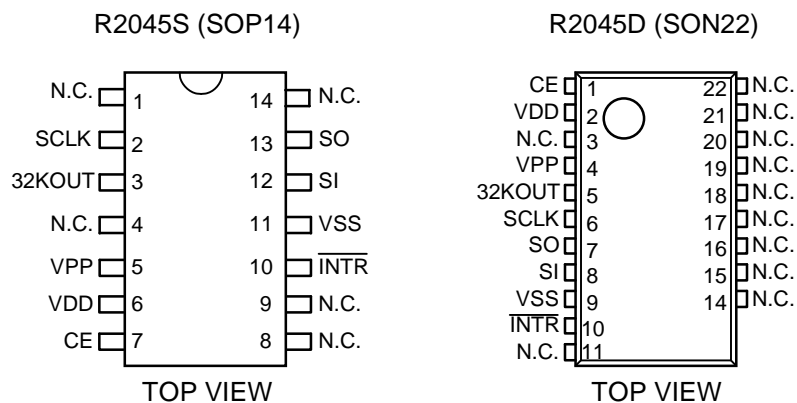 R2045S (SOP14)
N.C. 1 14 N.C.
SCLK 2 13 SO
32KOUT 3 12 SI
N.C. 4 11 VSS
VPP 5 10 INTR
VDD 6 9 N.C.
CE 7 8 N.C.
TOP VIEW
R2045D (SON22)
CE 1 22 N.C.
VDD 2 21 N.C.
N.C. 3 20 N.C.
VPP 4 19 N.C.
32KOUT 5 18 N.C.
SCLK 6 17 N.C.
SO 7 16 N.C.
SI 8 15 N.C.
VSS 9 14 N.C.
INTR 10
N.C. 11
TOP VIEW